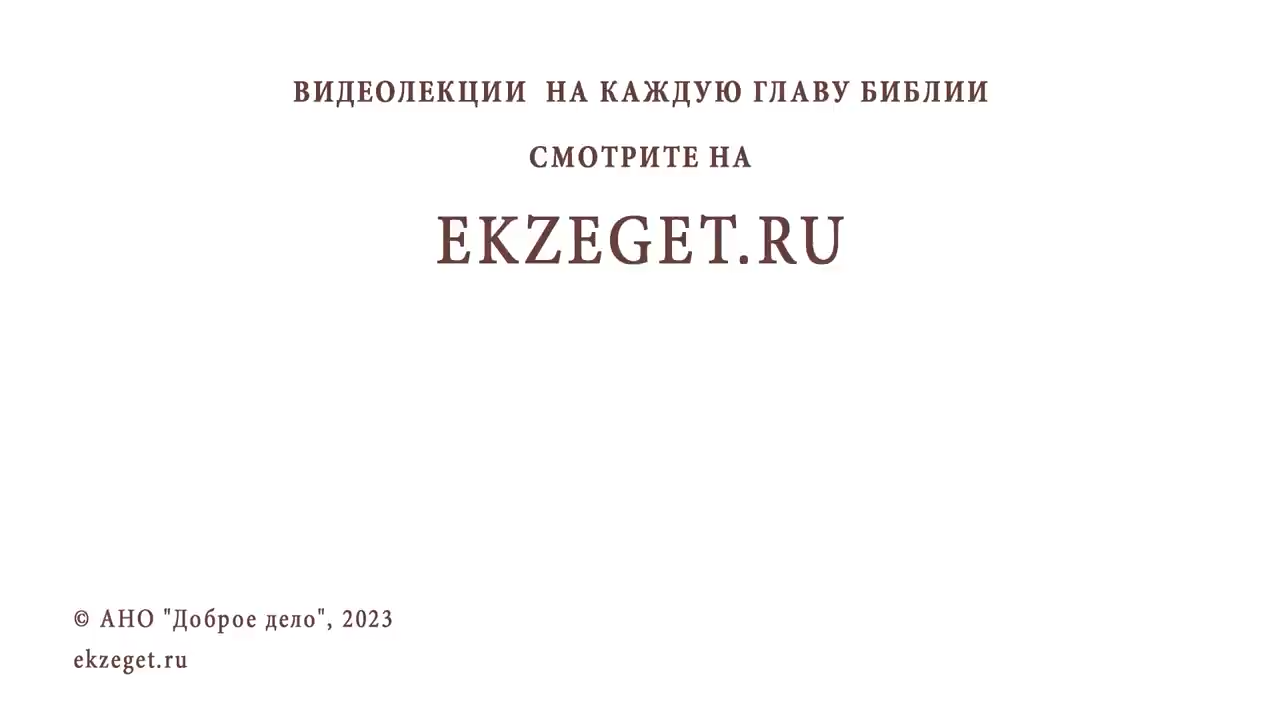 ВИДЕОЛЕКЦИИ НА КАЖДУЮ ГЛАВУ БИБЛИИ
СМОТРИТЕ НА
EKZEGET.RU
© АНО "Доброе дело", 2023
ekzeget.ru